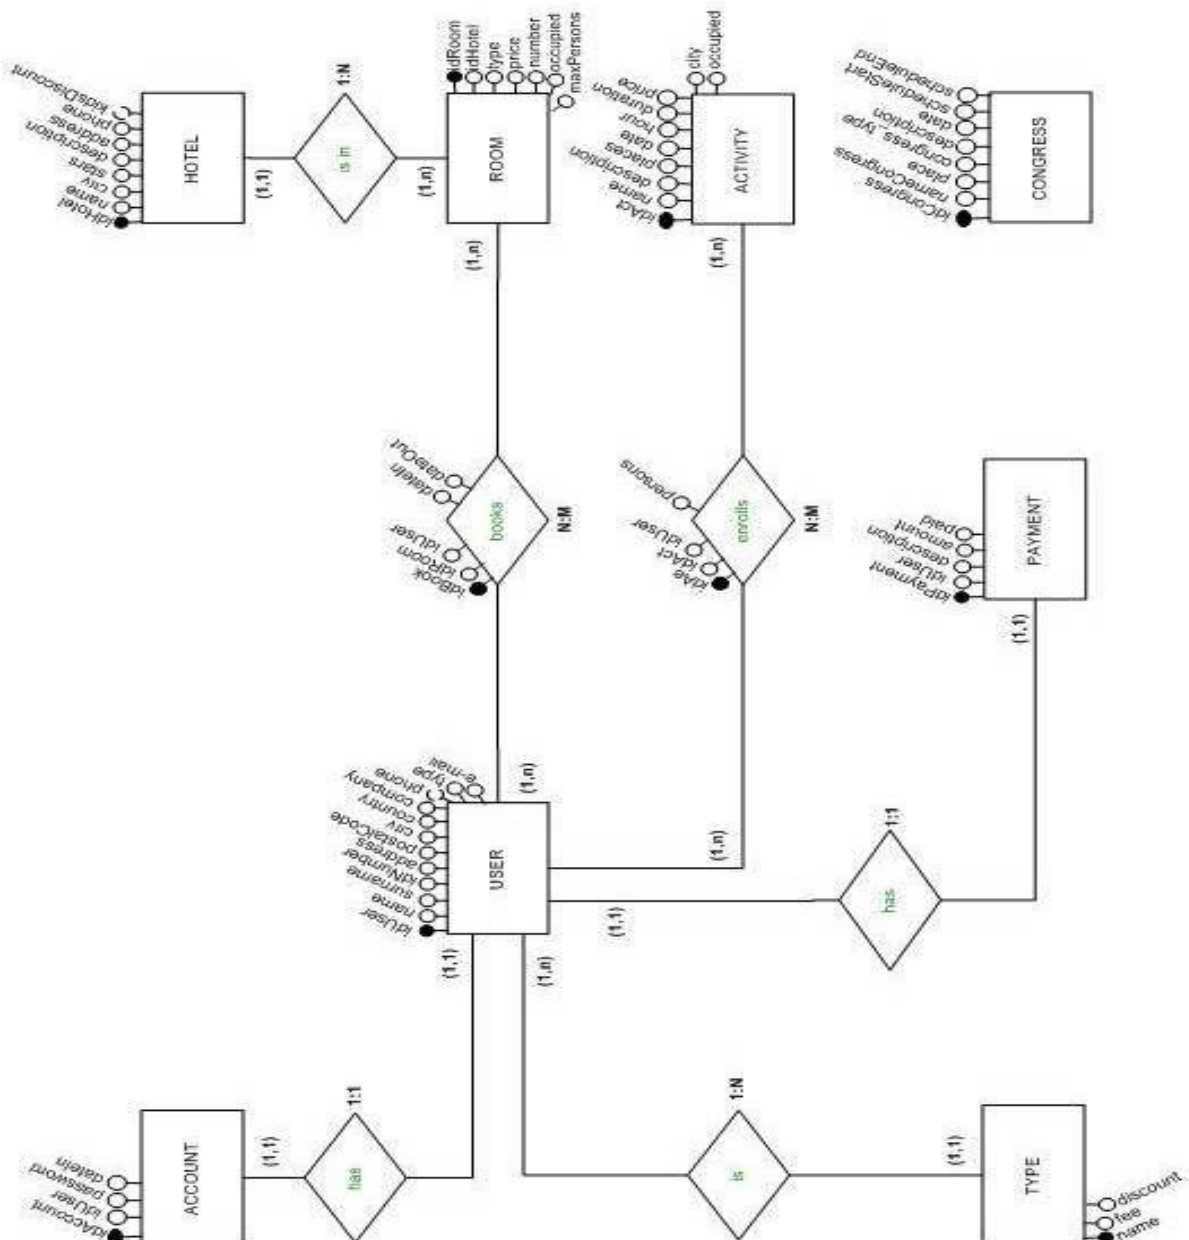 HOTEL
idHotel
name
city
stars
description
address
phone
kidsDiscount
(1,1)
is in
1:N
(1,n)
ROOM
idRoom
idHotel
type
price
number
occupied
maxPersons
(1,n)
ACTIVITY
idAct
name
description
places
date
hour
duration
price
city
occupied
(1,n)
CONGRESS
idCongress
nameCongress
place
congress_type
description
date
scheduleStart
scheduleEnd
books
idBook
idRoom
idUser
dateIn
dateOut
N:M
enrolls
idAe
idAct
idUser
persons
N:M
PAYMENT
idPayment
idUser
description
amount
paid
(1,1)
USER
idUser
name
surname
idNumber
address
postalCode
city
country
company
phone
type
e-mail
(1,n)
(1,n)
(1,1)
(1,1)
(1,n)
has
1:1
ACCOUNT
idAccount
idUser
password
dateIn
(1,1)
has
1:1
is
1:N
(1,1)
TYPE
name
fee
discount